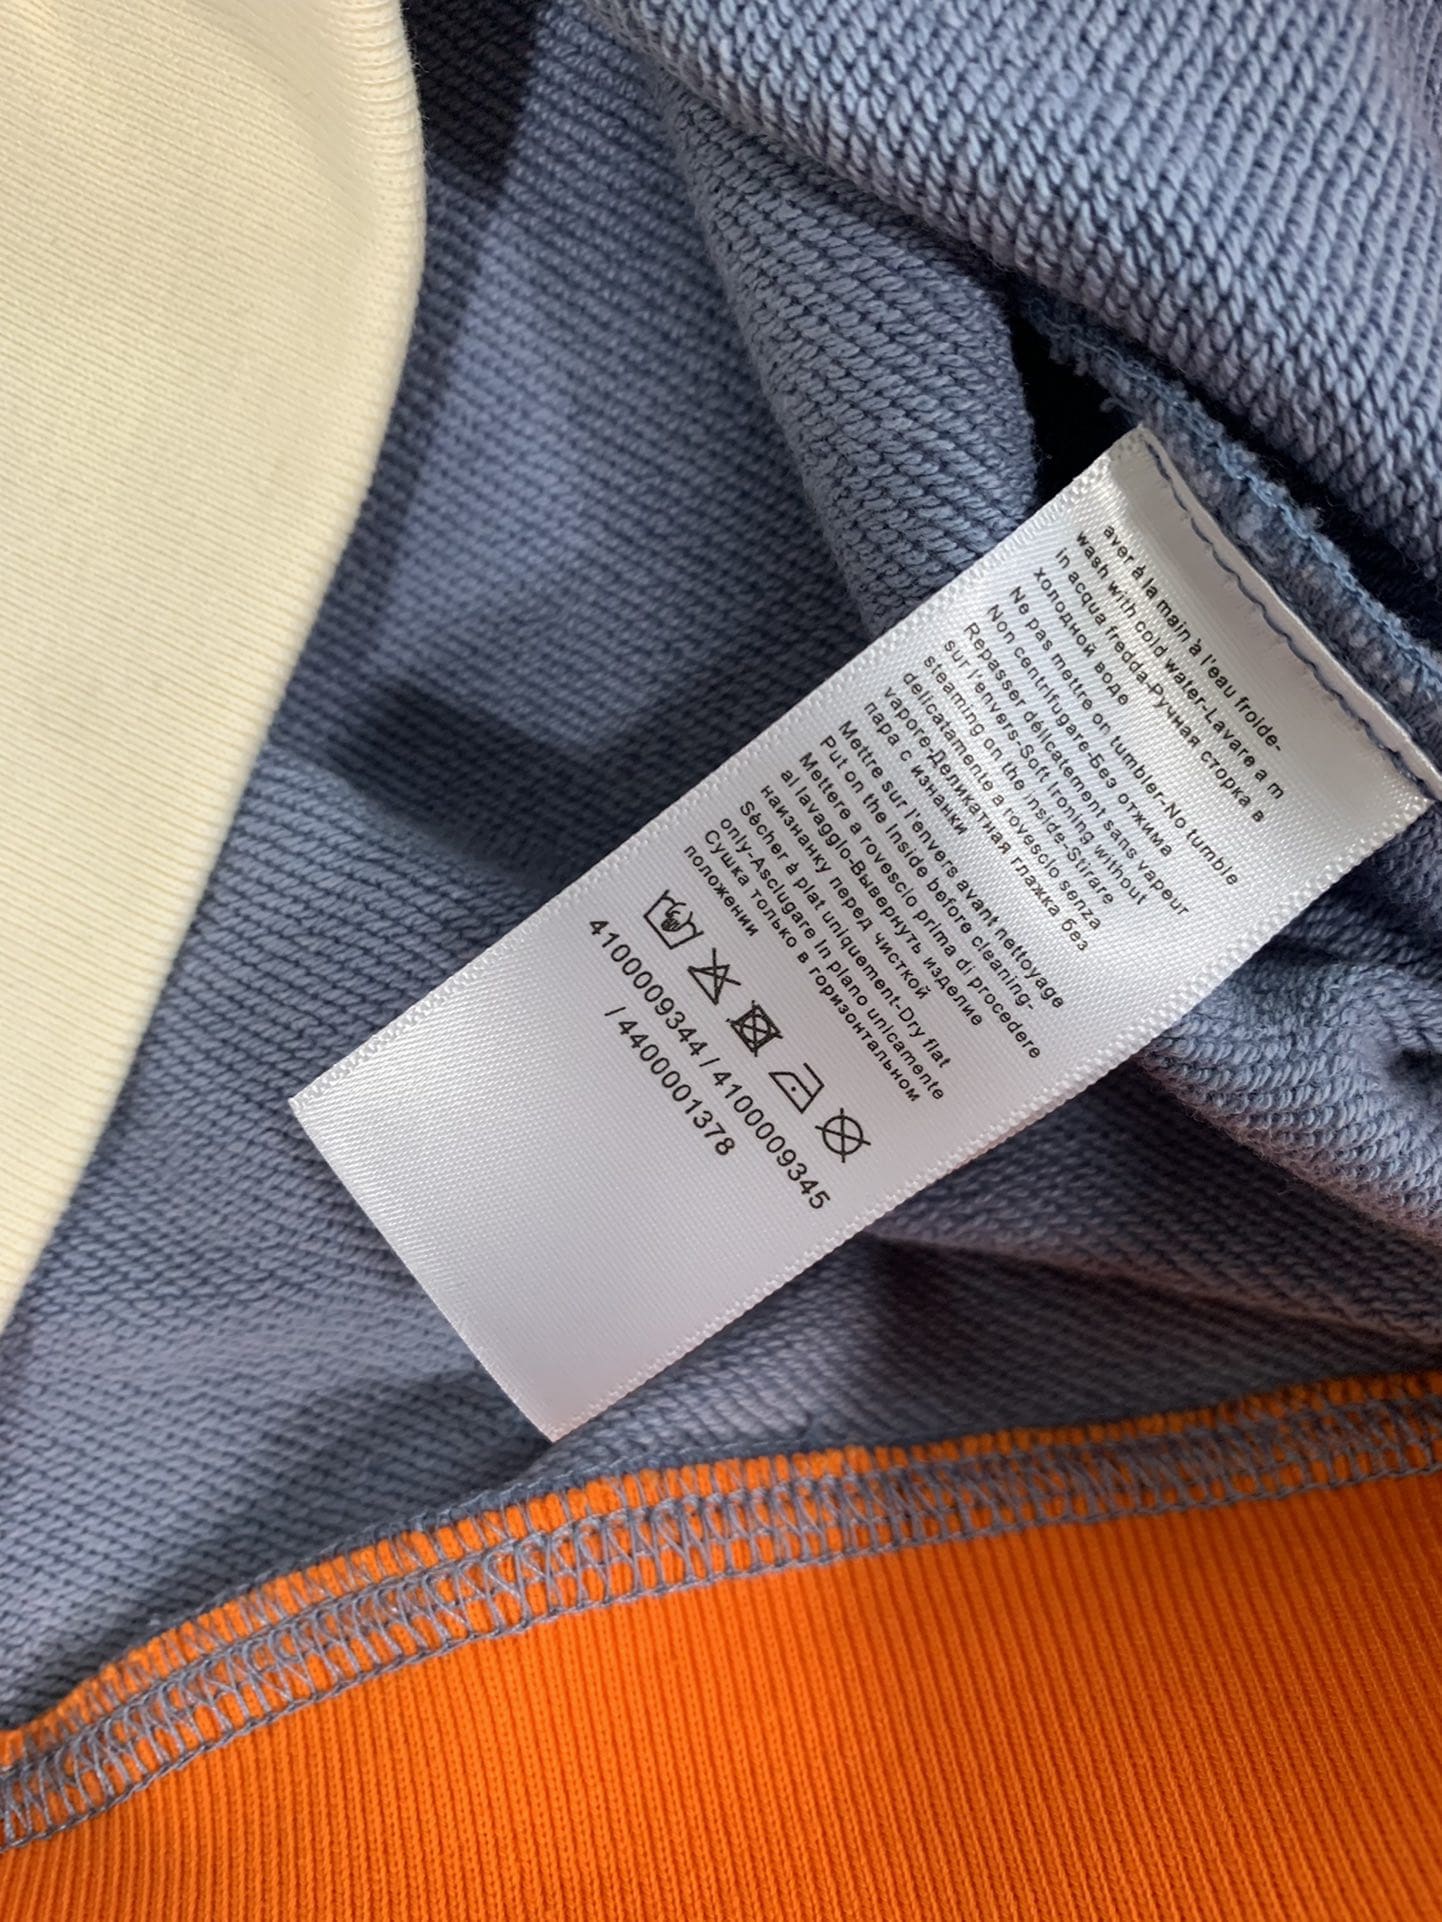 aver à la main à l'eau froide-
wash with cold water-Lavare a m
in acqua fredda-Ручная сторка в
холодной воде
Ne pas mettre on tumbler-No tumble
Non centrifugare-Без отжима
Repasser délicatement sans vapeur
sur l'envers-Soft Ironing without
steaming on the inside-Stirare
delicatamente a rovescio senza
vapore-Деликатная глажка без
пара с изнанки
Mettre sur l'envers avant nettoyage
Put on the Inside before cleaning-
Mettere a rovescio prima di procedere
al lavagglo-Вывернуть изделие
наизнанку перед чисткой
Sécher à plat uniquement-Dry flat
only-Asclugare In plano unicamente
Сушка только в горизонтальном
положении
4100009344 / 4100009345
/ 4400001378